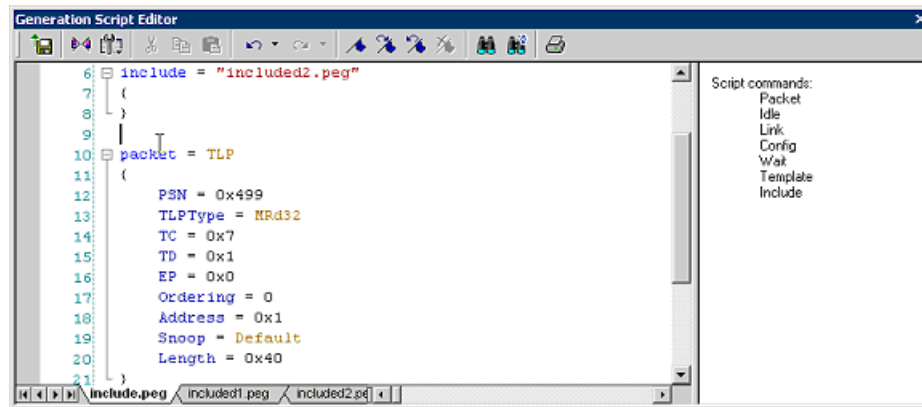 Generation Script Editor
6 include = "included2.peg"
7 {
8 }
9
10 packet = TLP
11 {
12 PSN = 0x499
13 TLPType = MRd32
14 TC = 0x7
15 TD = 0x1
16 EP = 0x0
17 Ordering = 0
18 Address = 0x1
19 Snoop = Default
20 Length = 0x40
21 }
include.peg included1.peg included2.pe
Script commands:
Packet
Idle
Link
Config
Wait
Template
Include